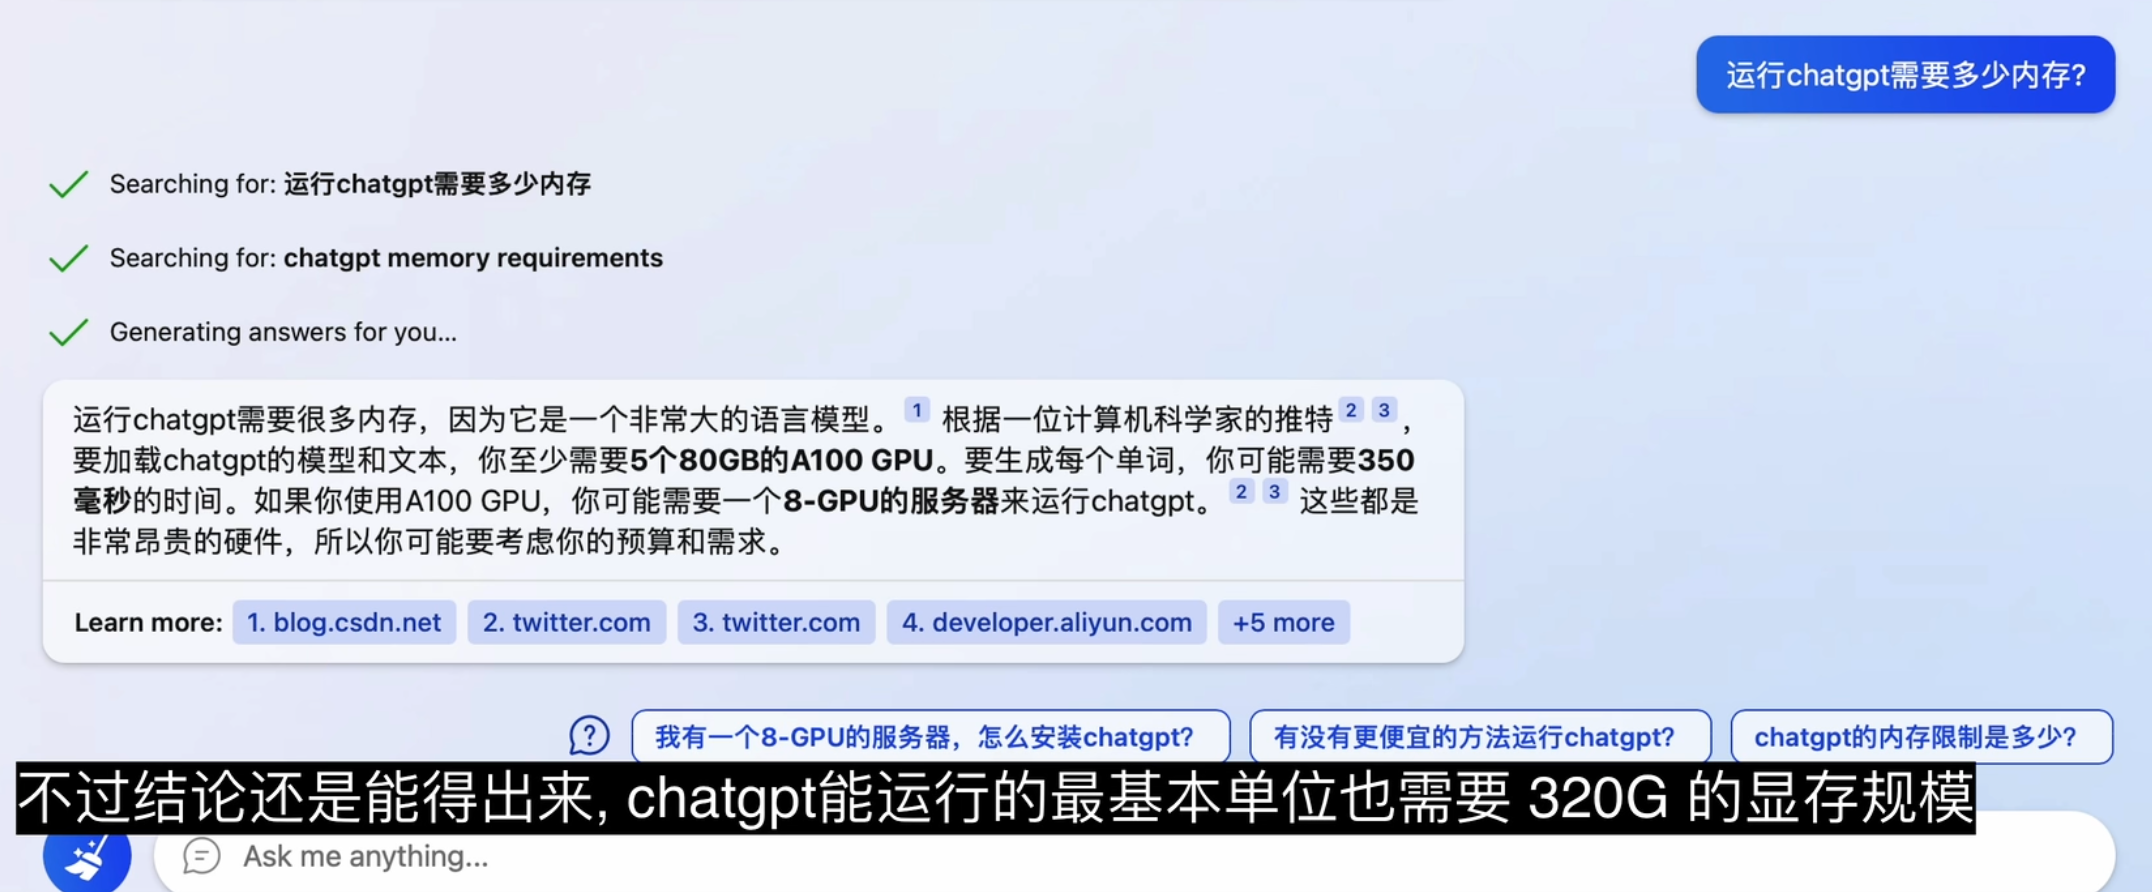 运行chatgpt需要多少内存?
Searching for: 运行chatgpt需要多少内存
Searching for: chatgpt memory requirements
Generating answers for you...
运行chatgpt需要很多内存，因为它是一个非常大的语言模型。 1 根据一位计算机科学家的推特 2 3 ，
要加载chatgpt的模型和文本，你至少需要5个80GB的A100 GPU。要生成每个单词，你可能需要350
毫秒的时间。如果你使用A100 GPU，你可能需要一个8-GPU的服务器来运行chatgpt。 2 3 这些都是
非常昂贵的硬件，所以你可能要考虑你的预算和需求。
Learn more: 1. blog.csdn.net 2. twitter.com 3. twitter.com 4. developer.aliyun.com +5 more
我有一个8-GPU的服务器，怎么安装chatgpt? 有没有更便宜的方法运行chatgpt? chatgpt的内存限制是多少?
不过结论还是能得出来, chatgpt能运行的最基本单位也需要 320G 的显存规模
Ask me anything...